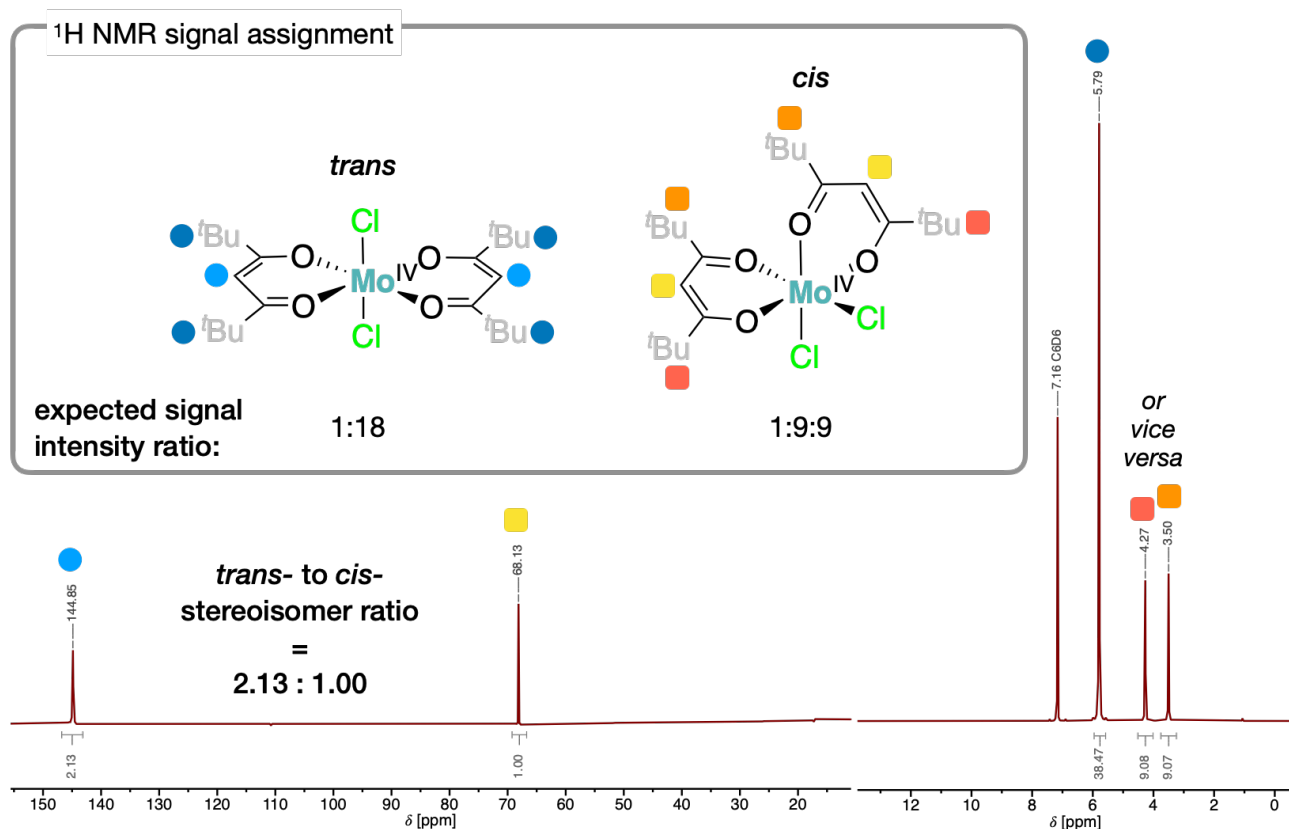 ¹H NMR signal assignment
trans
cis
ᵗBu
ᵗBu
ᵗBu
ᵗBu
O
O
O
O
Cl
Mo
IV
Cl
ᵗBu
ᵗBu
ᵗBu
ᵗBu
O
O
O
O
Mo
IV
Cl
Cl
expected signal
intensity ratio:
1:18
1:9:9
144.85
trans- to cis-
stereoisomer ratio
=
2.13 : 1.00
68.13
7.16 C6D6
5.79
or
vice
versa
4.27
3.50
2.13
1.00
38.47
9.08
9.07
150 140 130 120 110 100 90 80 70 60 50 40 30 20
δ [ppm]
12 10 8 6 4 2 0
δ [ppm]